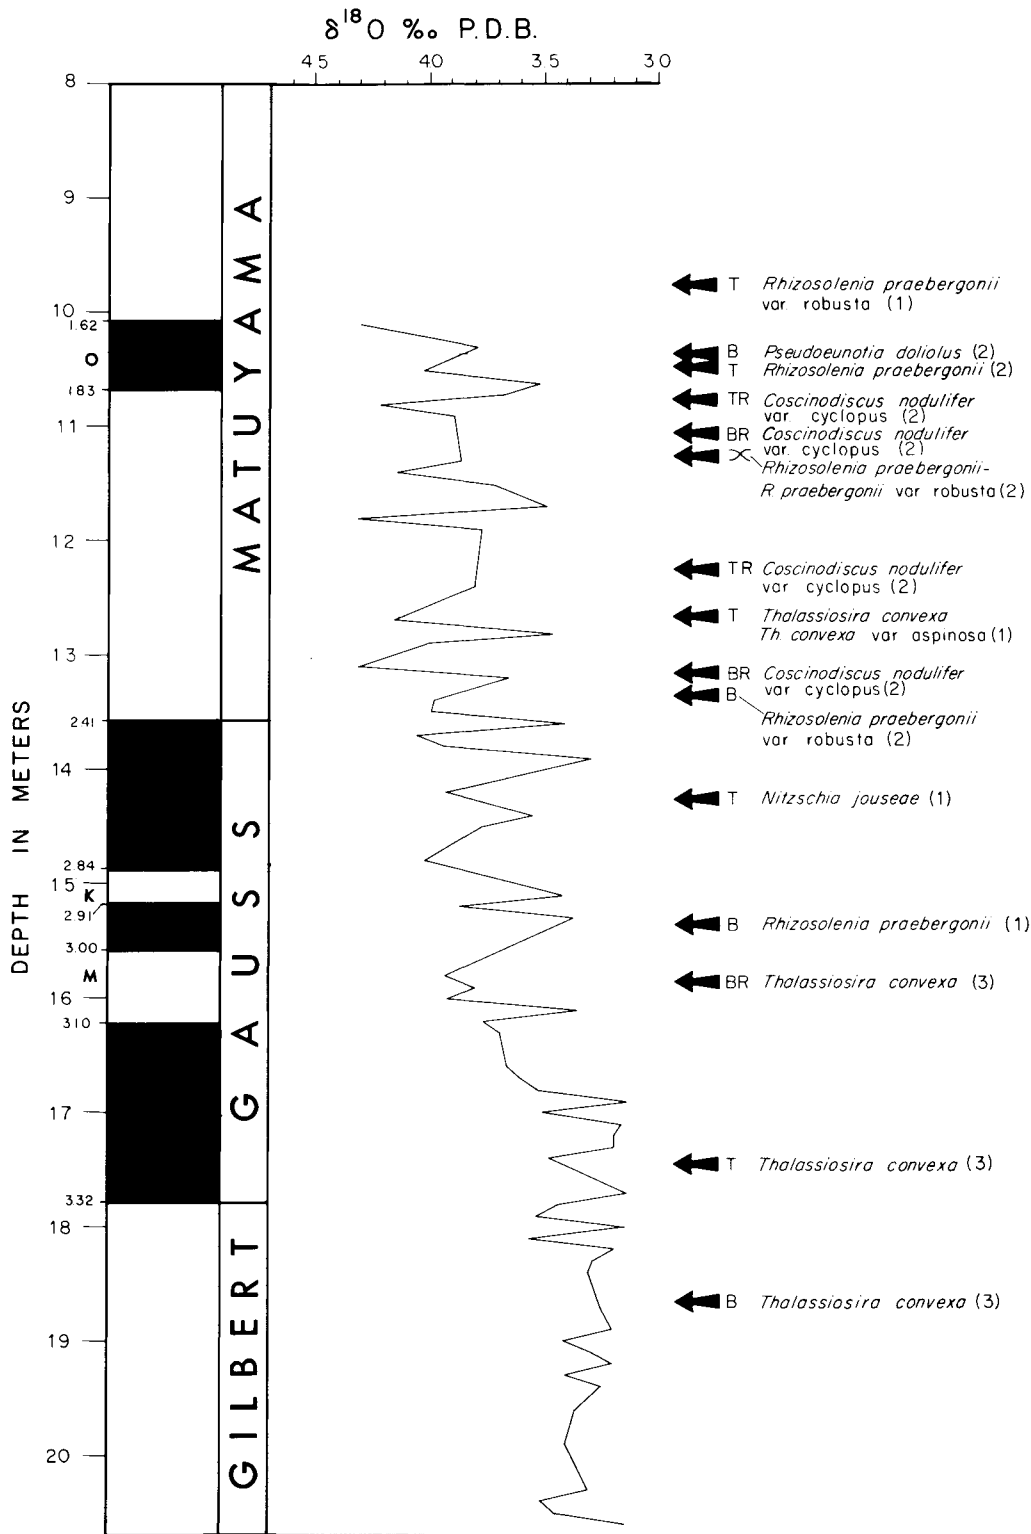 δ18O ‰ P.D.B.
4.5 4.0 3.5 3.0
8
9
10
1.62
O
1.83
11
12
13
2.41
14
2.84
15
K
2.91
3.00
M
16
3.10
17
3.32
18
19
20
DEPTH IN METERS
MATUYAMA
GAUSS
GILBERT
T Rhizosolenia praebergonii
var. robusta (1)
B Pseudoeunotia doliolus (2)
T Rhizosolenia praebergonii (2)
TR Coscinodiscus nodulifer
var. cyclopus (2)
BR Coscinodiscus nodulifer
var. cyclopus (2)
Rhizosolenia praebergonii-
R praebergonii var robusta (2)
TR Coscinodiscus nodulifer
var cyclopus (2)
T Thalassiosira convexa
Th. convexa var aspinosa (1)
BR Coscinodiscus nodulifer
var cyclopus (2)
B
Rhizosolenia praebergonii
var robusta (2)
T Nitzschia jouseae (1)
B Rhizosolenia praebergonii (1)
BR Thalassiosira convexa (3)
T Thalassiosira convexa (3)
B Thalassiosira convexa (3)